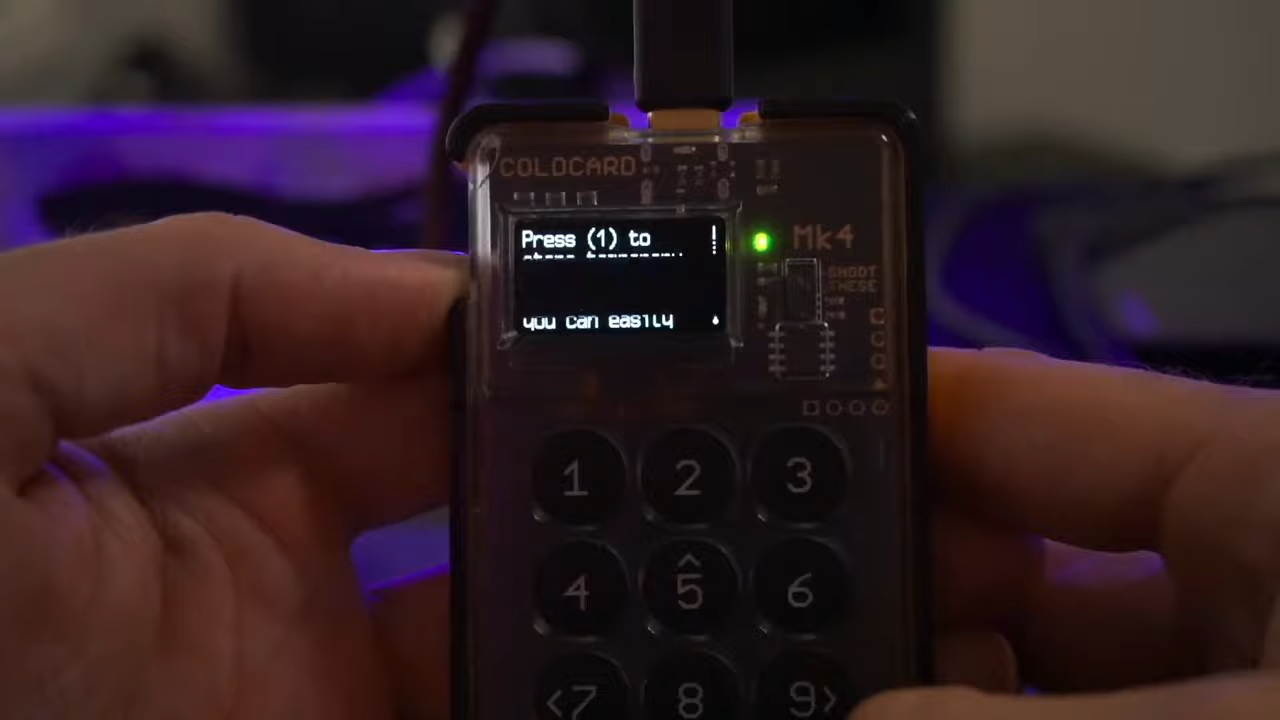 COLDCARD
Press (1) to
you can easily
Mk4
SHOOT
THESE
1 2 3
4 ^5 6
<7 8 9>